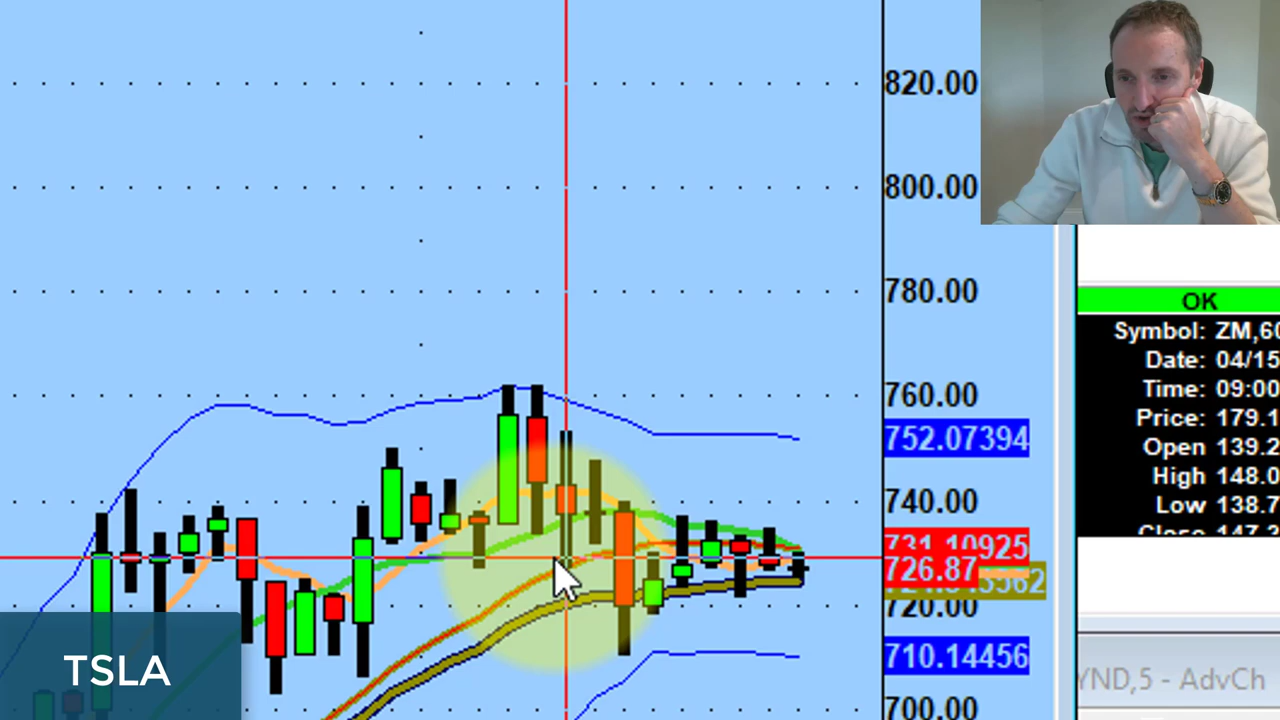 820.00
800.00
780.00
760.00
752.07394
740.00
731.10925
726.87
720.00
710.14456
700.00
OK
Symbol: ZM,60
Date: 04/15
Time: 09:00
Price: 179.1
Open 139.2
High 148.0
Low 138.7
YND,5 - AdvCh
TSLA